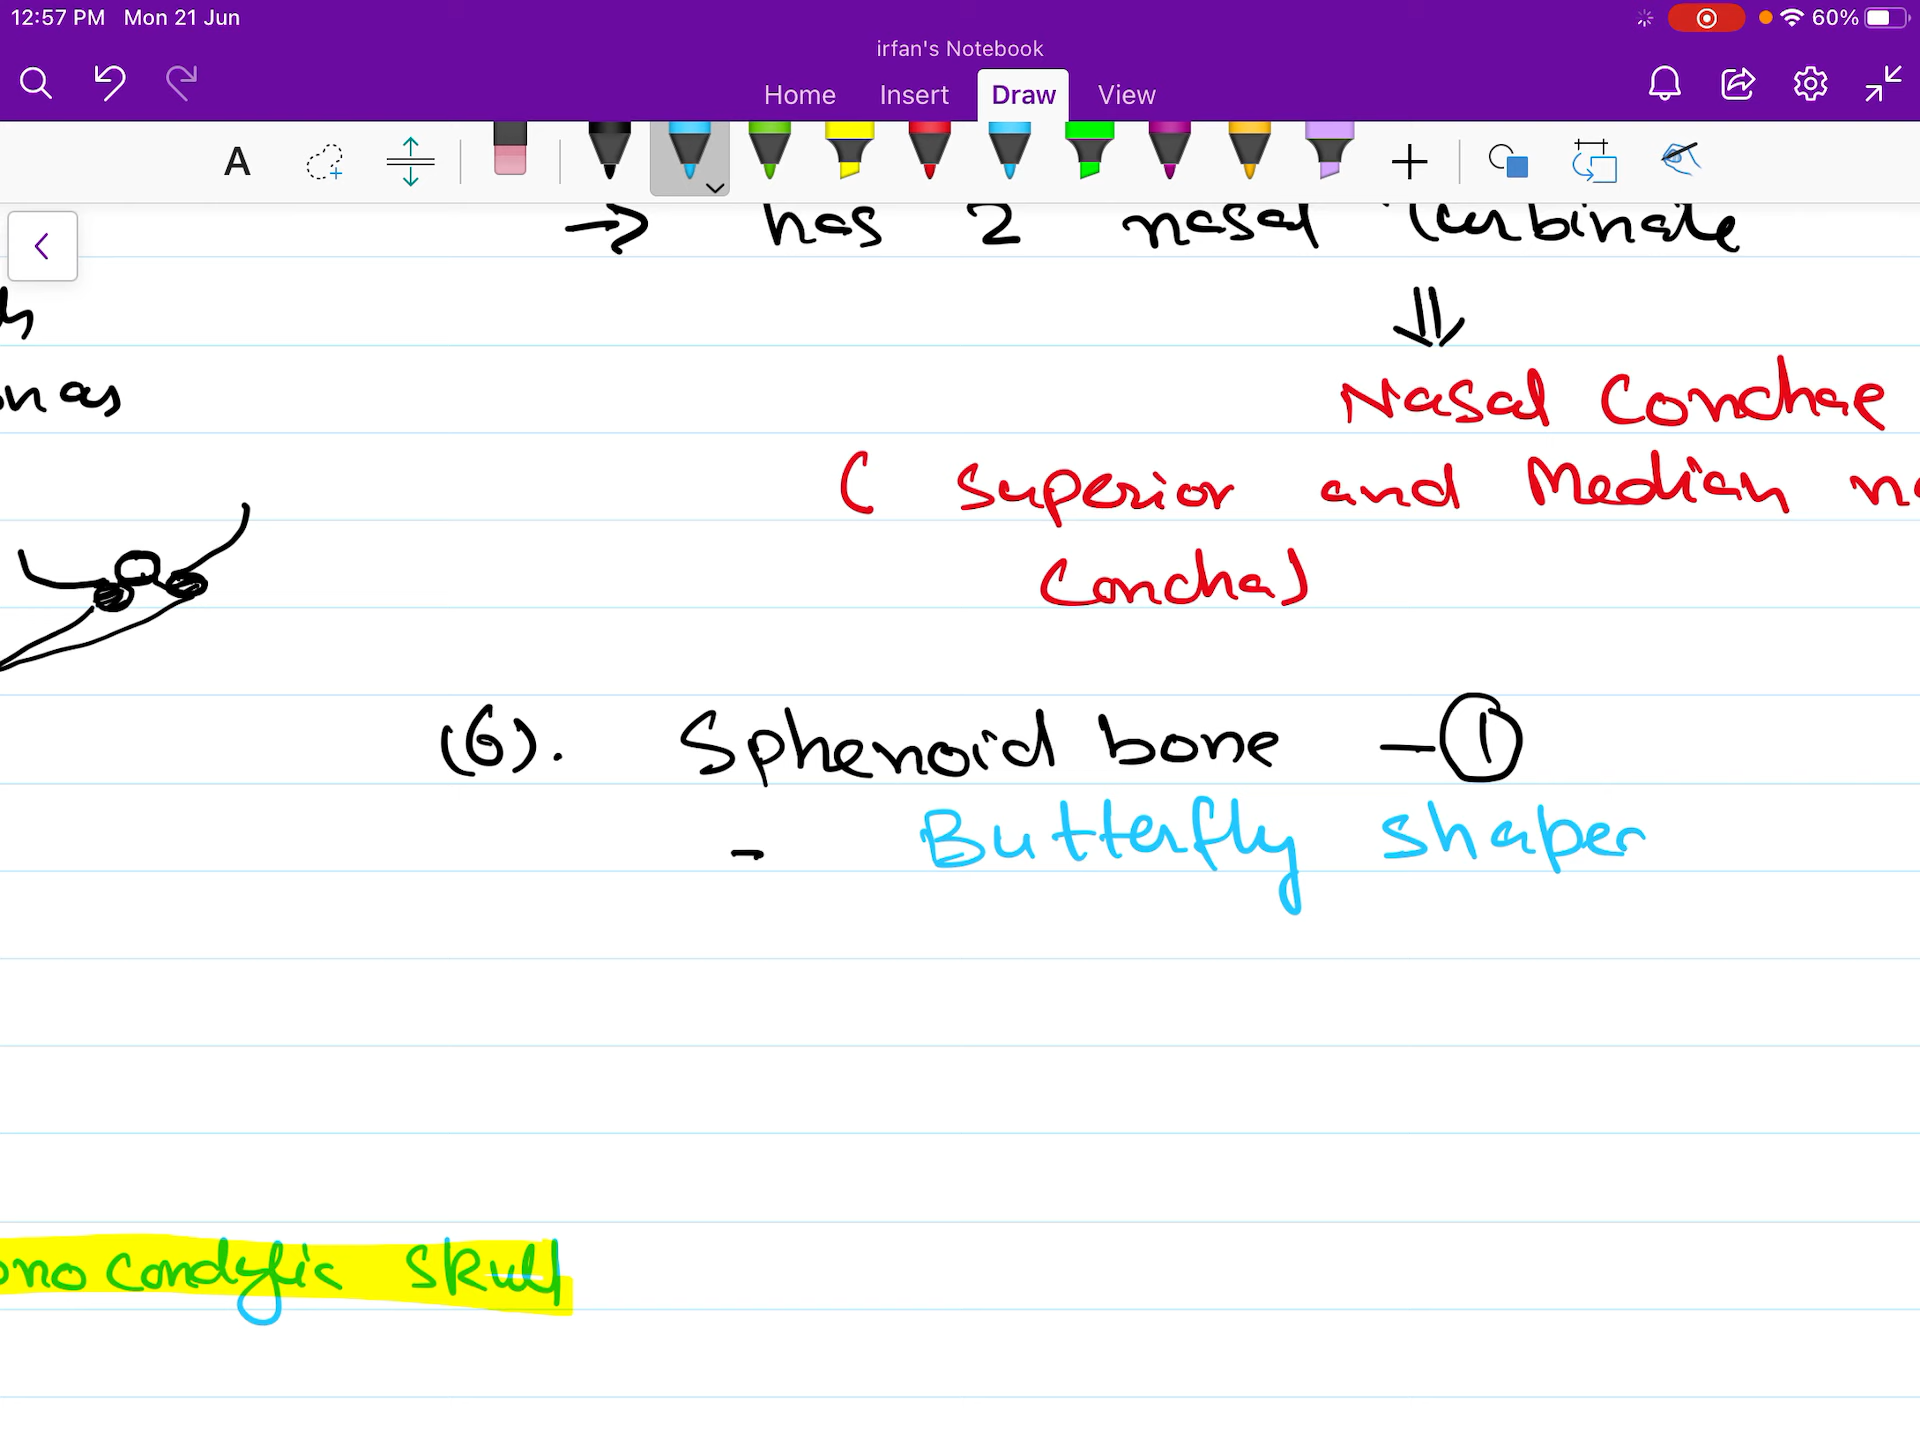 12:57 PM Mon 21 Jun
60%
irfan's Notebook
Home Insert Draw View
A
→ has 2 nasal turbinate
⇓
nas
Nasal Conchae
( Superior and Median n
Concha)
(6). Sphenoid bone -①
- Butterfly shaper
ono condylic skull